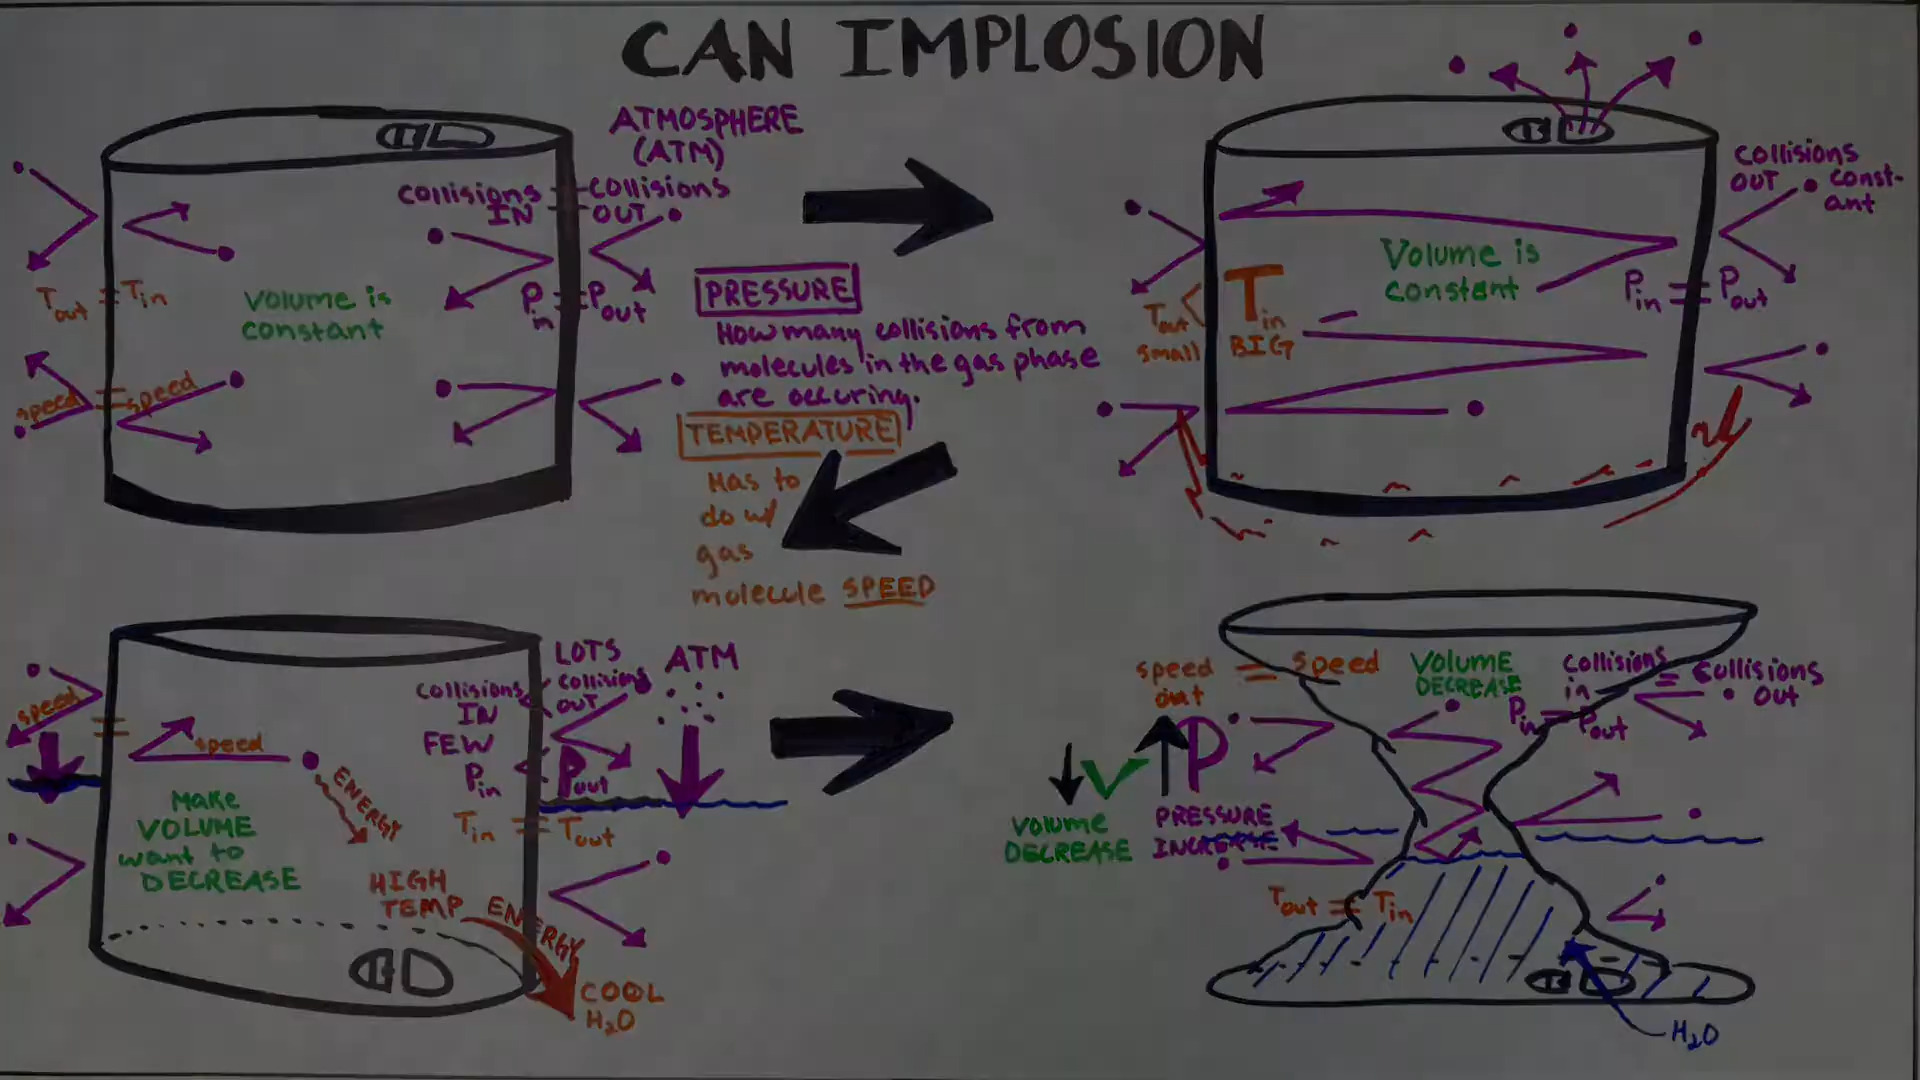 CAN IMPLOSION
ATMOSPHERE
(ATM)
Collisions = Collisions
IN = OUT
Tout = Tin
Volume is
constant
Pin = Pout
speed = speed
PRESSURE
How many collisions from
molecules in the gas phase
are occuring.
TEMPERATURE
Has to
do w/
gas
molecule SPEED
Collisions
OUT const-
ant
Volume is
constant
Tout < Tin
small BIG
Pin = Pout
LOTS
ATM
Collisions < Collisions
IN OUT
FEW
Pin < Pout
speed = speed
ENERGY
Make
VOLUME
want to
DECREASE
Tin = Tout
HIGH
TEMP
ENERGY
COOL
H2O
speed = speed
out
VOLUME
DECREASE
Collisions = Collisions
in out
Pin = Pout
V P
Volume
DECREASE
PRESSURE
INCREASE
Tout = Tin
H2O